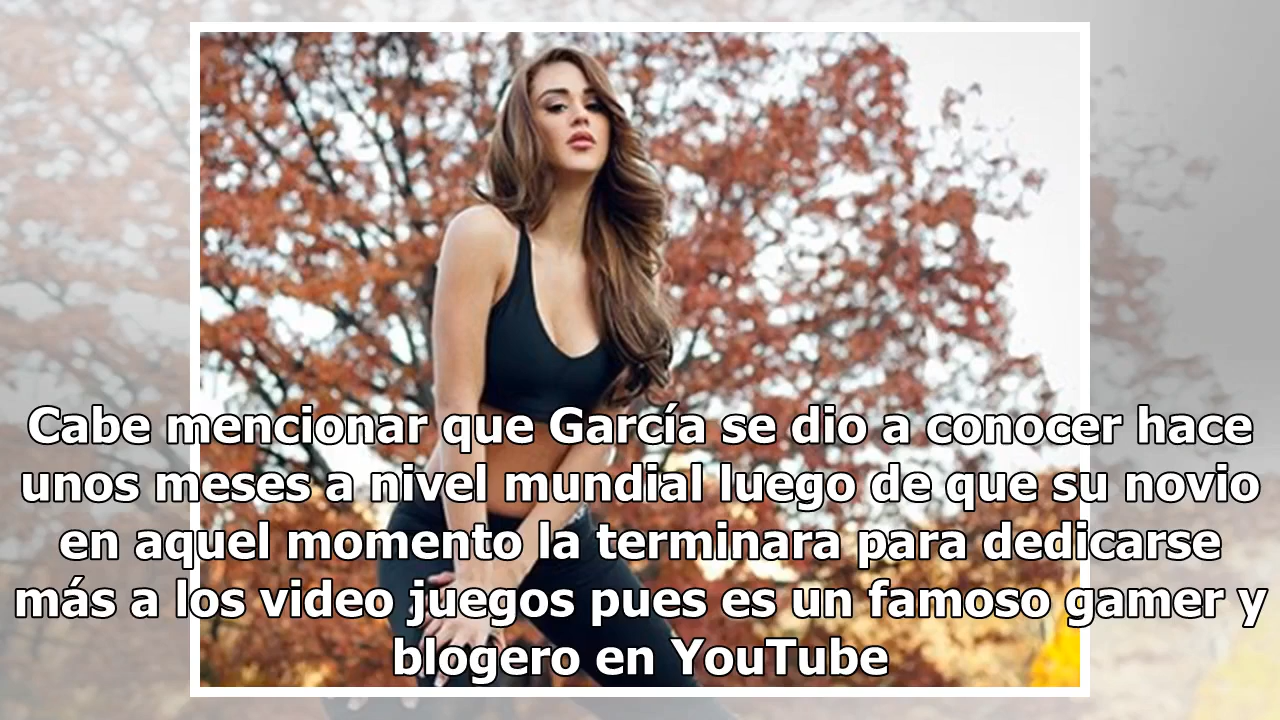 Cabe mencionar que García se dio a conocer hace
unos meses a nivel mundial luego de que su novio
en aquel momento la terminara para dedicarse
más a los video juegos pues es un famoso gamer y
blogero en YouTube